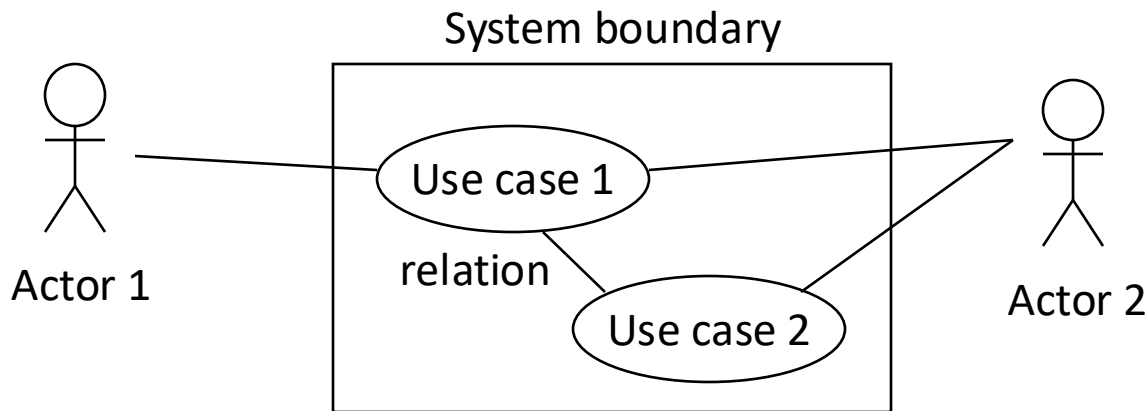 System boundary
Actor 1
Use case 1
relation
Use case 2
Actor 2